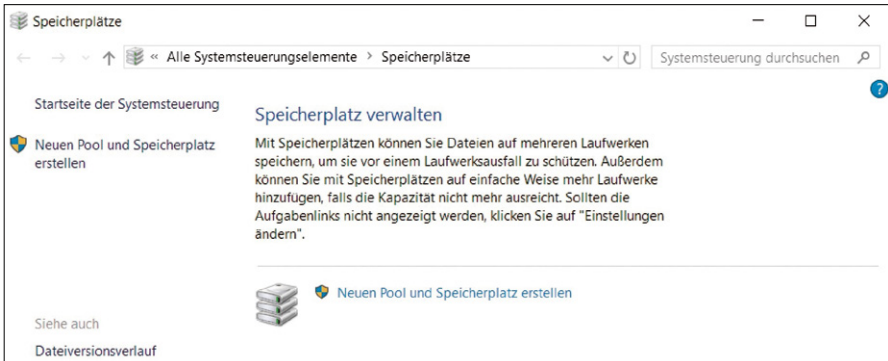 Speicherplätze
« Alle Systemsteuerungselemente > Speicherplätze
Systemsteuerung durchsuchen
?
Startseite der Systemsteuerung
Neuen Pool und Speicherplatz
erstellen
Speicherplatz verwalten
Mit Speicherplätzen können Sie Dateien auf mehreren Laufwerken
speichern, um sie vor einem Laufwerksausfall zu schützen. Außerdem
können Sie mit Speicherplätzen auf einfache Weise mehr Laufwerke
hinzufügen, falls die Kapazität nicht mehr ausreicht. Sollten die
Aufgabenlinks nicht angezeigt werden, klicken Sie auf "Einstellungen
ändern".
Neuen Pool und Speicherplatz erstellen
Siehe auch
Dateiversionsverlauf